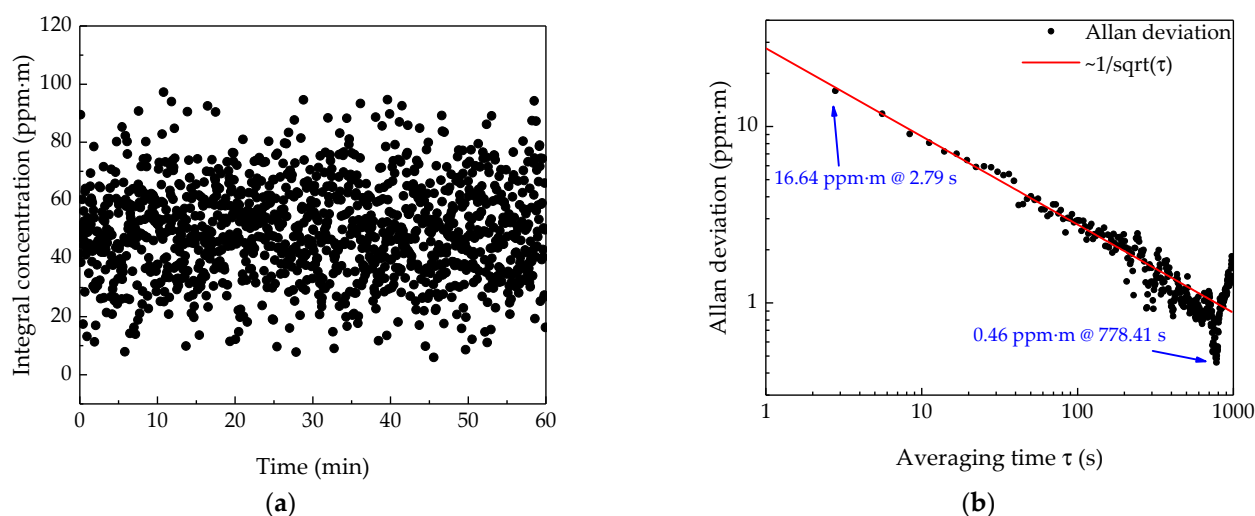 Integral concentration (ppm·m)
120
100
80
60
40
20
0
0 10 20 30 40 50 60
Time (min)
(a)
Allan deviation (ppm·m)
10
1
Allan deviation
~1/sqrt(τ)
16.64 ppm·m @ 2.79 s
0.46 ppm·m @ 778.41 s
1 10 100 1000
Averaging time τ (s)
(b)